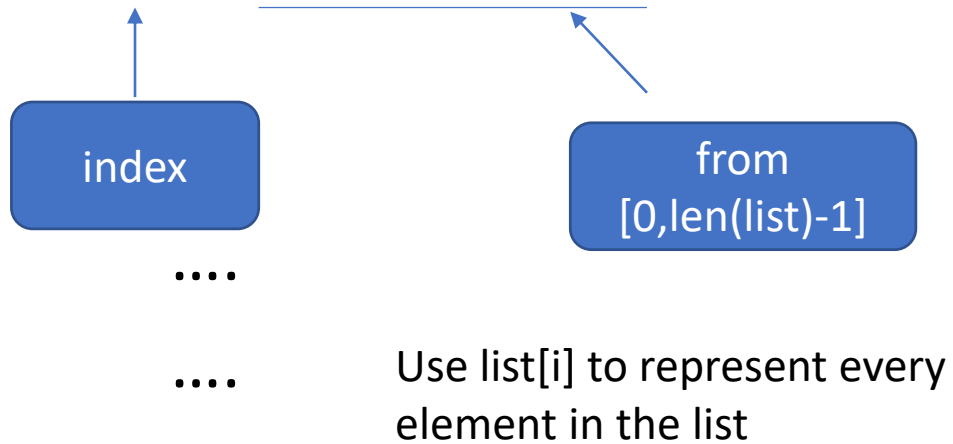 index
from
[0,len(list)-1]
....
....
Use list[i] to represent every
element in the list